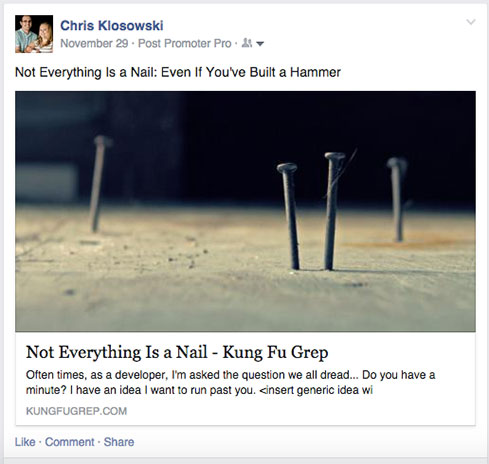 Chris Klosowski
November 29 · Post Promoter Pro ·
Not Everything Is a Nail: Even If You've Built a Hammer
Not Everything Is a Nail - Kung Fu Grep
Often times, as a developer, I'm asked the question we all dread... Do you have a
minute? I have an idea I want to run past you. <insert generic idea wi
KUNGFUGREP.COM
Like · Comment · Share